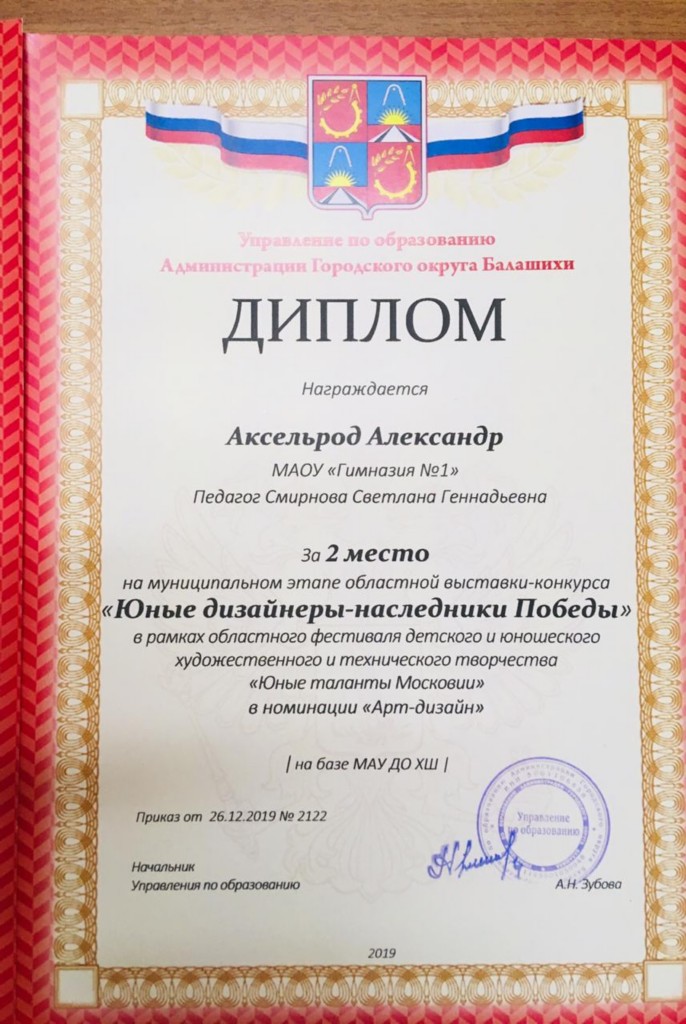 Управление по образованию
Администрации Городского округа Балашихи
ДИПЛОМ
Награждается
Аксельрод Александр
МАОУ «Гимназия №1»
Педагог Смирнова Светлана Геннадьевна
За 2 место
на муниципальном этапе областной выставки-конкурса
«Юные дизайнеры-наследники Победы»
в рамках областного фестиваля детского и юношеского
художественного и технического творчества
«Юные таланты Московии»
в номинации «Арт-дизайн»
| на базе МАУ ДО ХШ |
Приказ от 26.12.2019 № 2122
Управление
по образованию
Начальник
Управления по образованию
А.Н. Зубова
2019